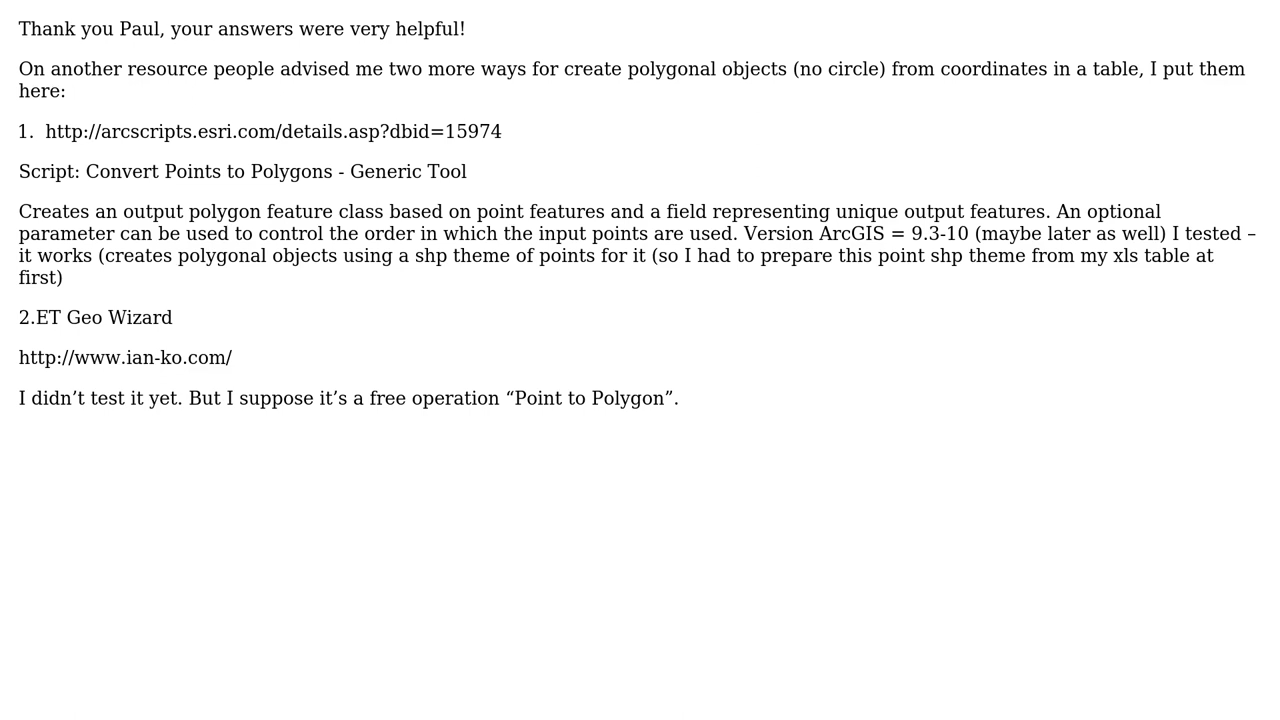 Thank you Paul, your answers were very helpful!
On another resource people advised me two more ways for create polygonal objects (no circle) from coordinates in a table, I put them
here:
1.  http://arcscripts.esri.com/details.asp?dbid=15974
Script: Convert Points to Polygons - Generic Tool
Creates an output polygon feature class based on point features and a field representing unique output features. An optional
parameter can be used to control the order in which the input points are used. Version ArcGIS = 9.3-10 (maybe later as well) I tested –
it works (creates polygonal objects using a shp theme of points for it (so I had to prepare this point shp theme from my xls table at
first)
2.ET Geo Wizard
http://www.ian-ko.com/
I didn’t test it yet. But I suppose it’s a free operation “Point to Polygon”.